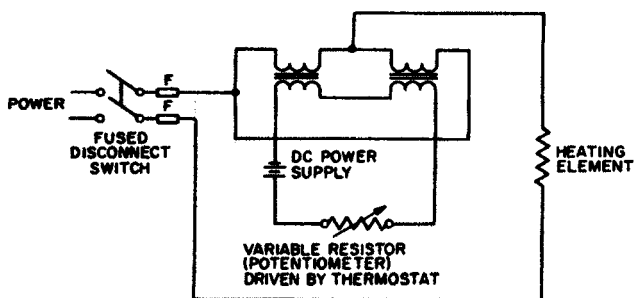 F
POWER
F
FUSED
DISCONNECT
SWITCH
DC POWER
SUPPLY
HEATING
ELEMENT
VARIABLE RESISTOR
(POTENTIOMETER)
DRIVEN BY THERMOSTAT